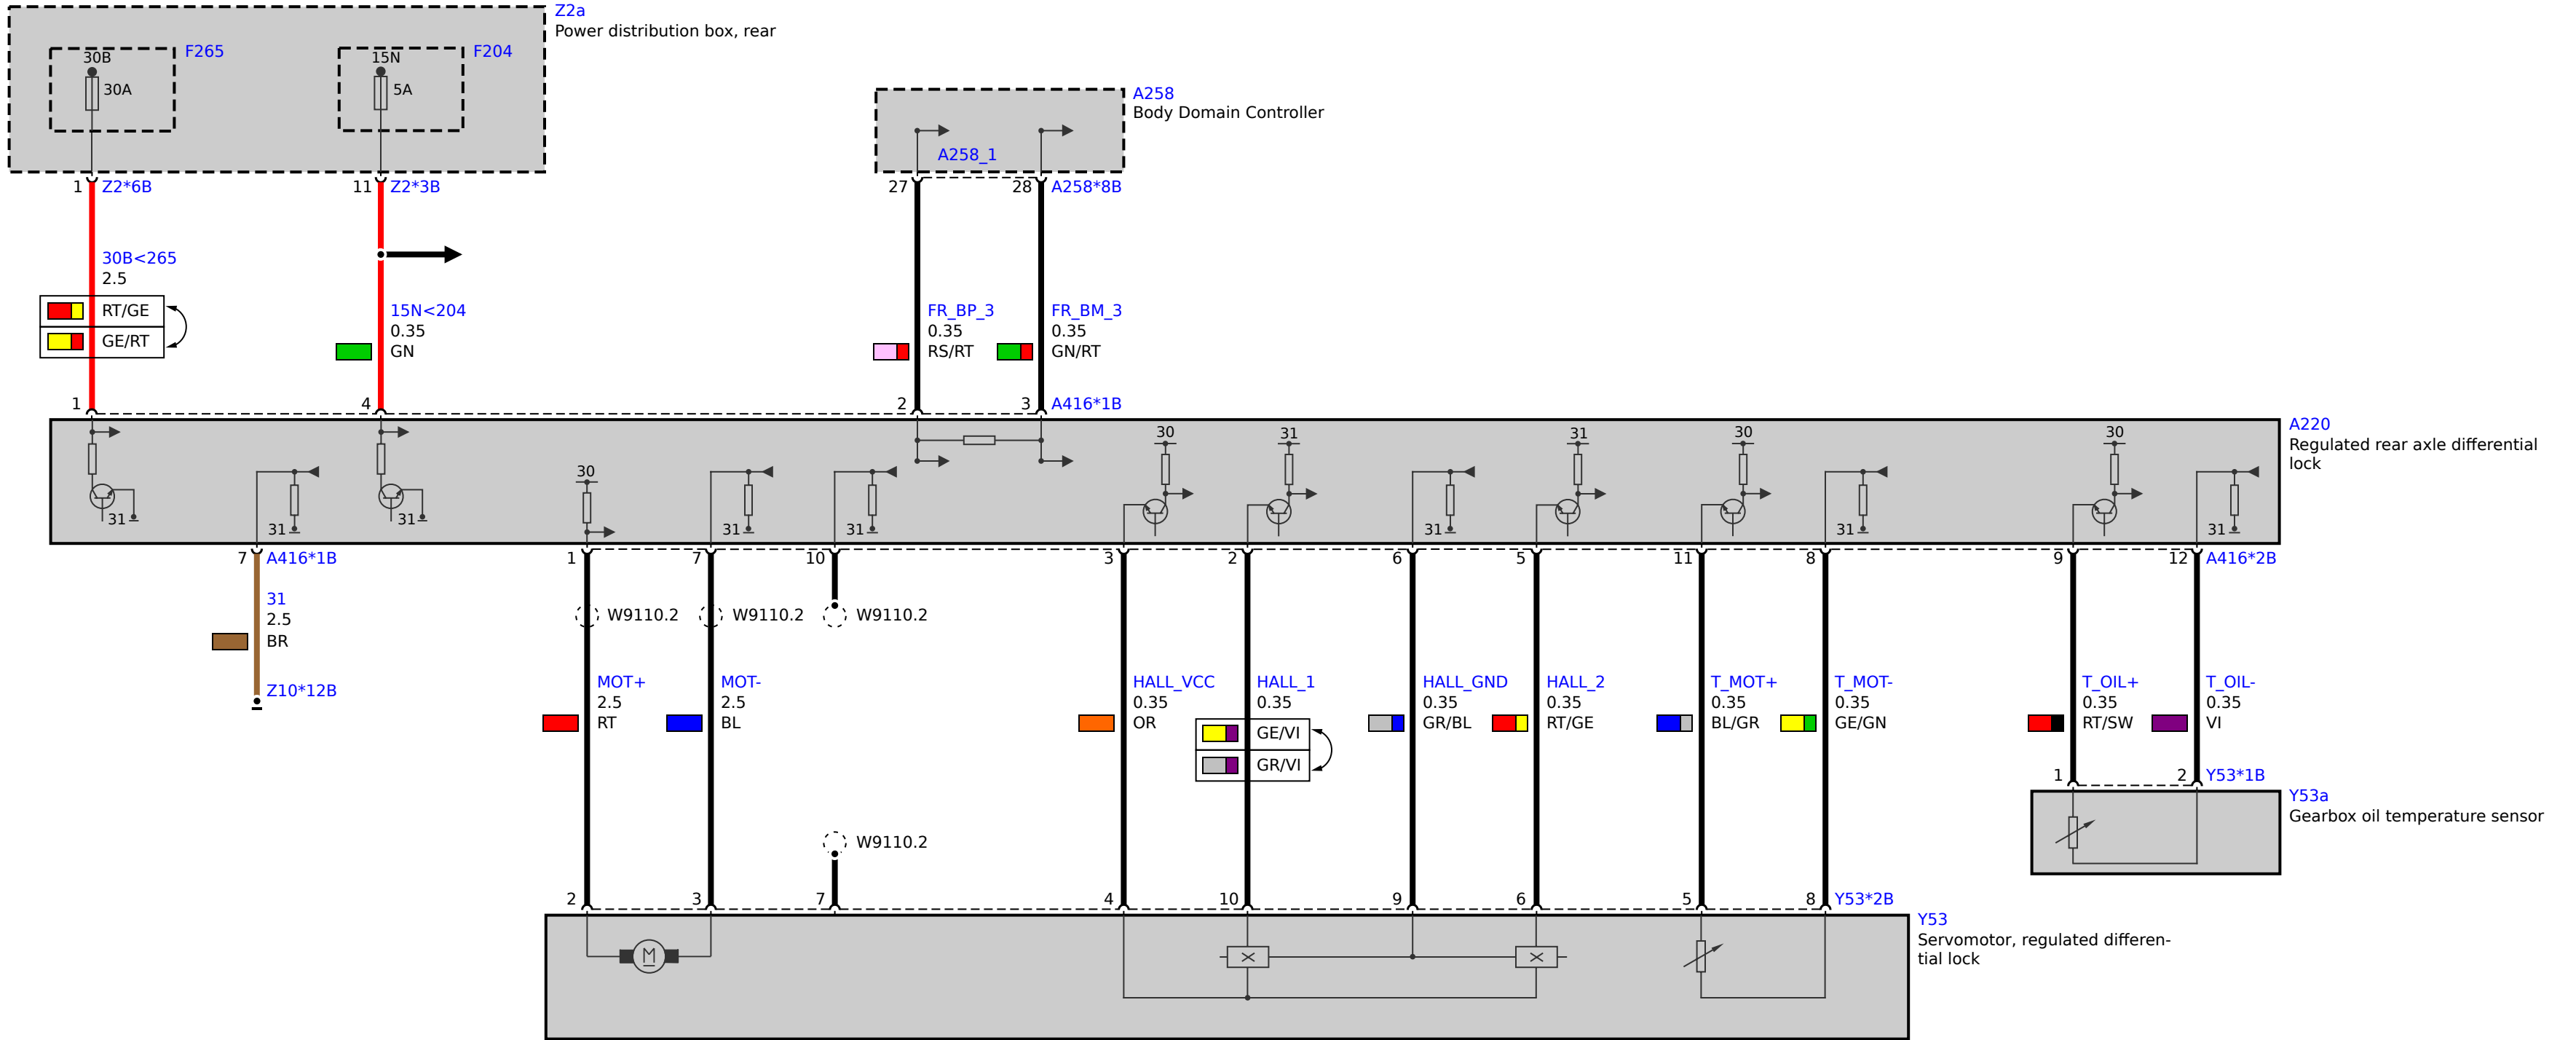 Z2a
Power distribution box, rear
F265
F204
30B
15N
30A
5A
A258
Body Domain Controller
A258_1
1
Z2*6B
11
Z2*3B
27
28
A258*8B
30B<265
2.5
RT/GE
GE/RT
15N<204
0.35
GN
FR_BP_3
0.35
RS/RT
FR_BM_3
0.35
GN/RT
1
4
2
3
A416*1B
A220
Regulated rear axle differential
lock
31
31
31
30
31
31
30
31
31
31
30
31
30
31
7
A416*1B
1
7
10
3
2
6
5
11
8
9
12
A416*2B
31
2.5
BR
Z10*12B
W9110.2
W9110.2
W9110.2
MOT+
2.5
RT
MOT-
2.5
BL
HALL_VCC
0.35
OR
HALL_1
0.35
GE/VI
GR/VI
HALL_GND
0.35
GR/BL
HALL_2
0.35
RT/GE
T_MOT+
0.35
BL/GR
T_MOT-
0.35
GE/GN
T_OIL+
0.35
RT/SW
T_OIL-
0.35
VI
1
2
Y53*1B
Y53a
Gearbox oil temperature sensor
W9110.2
2
3
7
4
10
9
6
5
8
Y53*2B
M
Y53
Servomotor, regulated differen-
tial lock